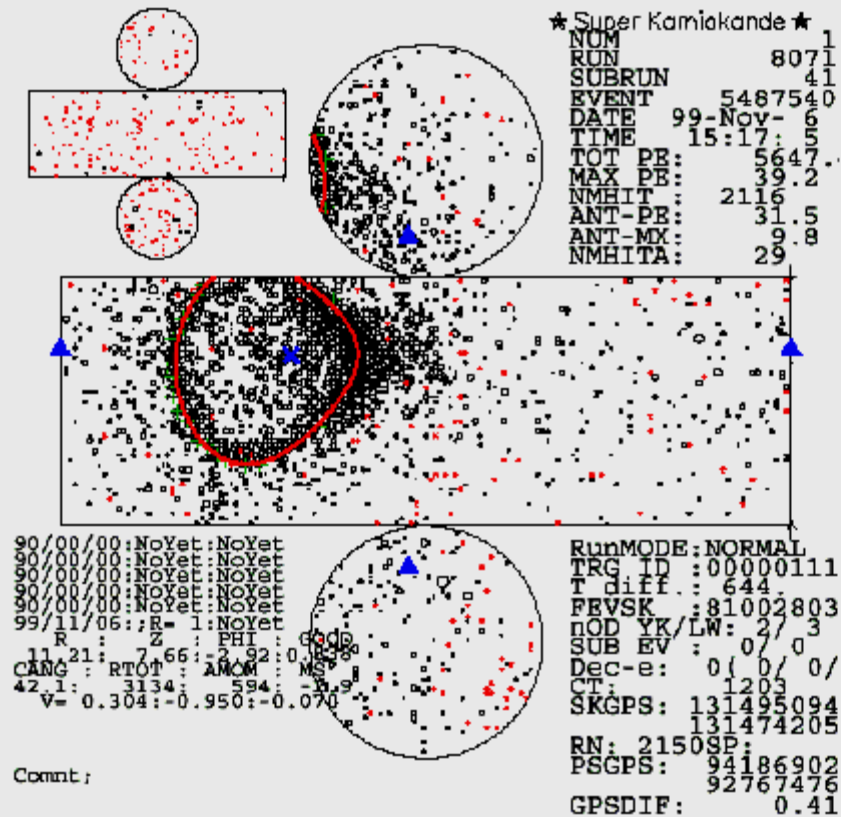 ★ Super Kamiokande ★
NUM 1
RUN 8071
SUBRUN 41
EVENT 5487540
DATE 99-Nov- 6
TIME 15:17: 5
TOT PE: 5647.
MAX PE: 39.2
NMHIT : 2116
ANT-PE: 31.5
ANT-MX: 9.8
NMHITA: 29
90/00/00:NoYet:NoYet
90/00/00:NoYet:NoYet
90/00/00:NoYet:NoYet
90/00/00:NoYet:NoYet
90/00/00:NoYet:NoYet
99/11/06:;R= 1:NoYet
R : Z : PHI : GOOD
11.21: 7.66:-2.92:
CANG : RTOT : AMOM : MS
42.1: 3134: 594:
V= 0.304:-0.950:-0.070
Comnt;
RunMODE:NORMAL
TRG ID :00000111
T diff.: 644.
FEVSK :81002803
nOD YK/LW: 2/ 3
SUB EV : 0/ 0
Dec-e: 0( 0/ 0/
CT: 1203
SKGPS: 131495094
131474205
RN: 2150SP:
PSGPS: 94186902
92767476
GPSDIF: 0.41